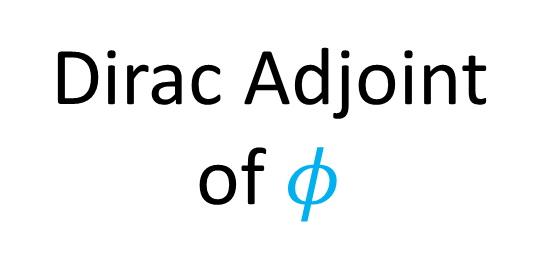 Dirac Adjoint
of ϕ